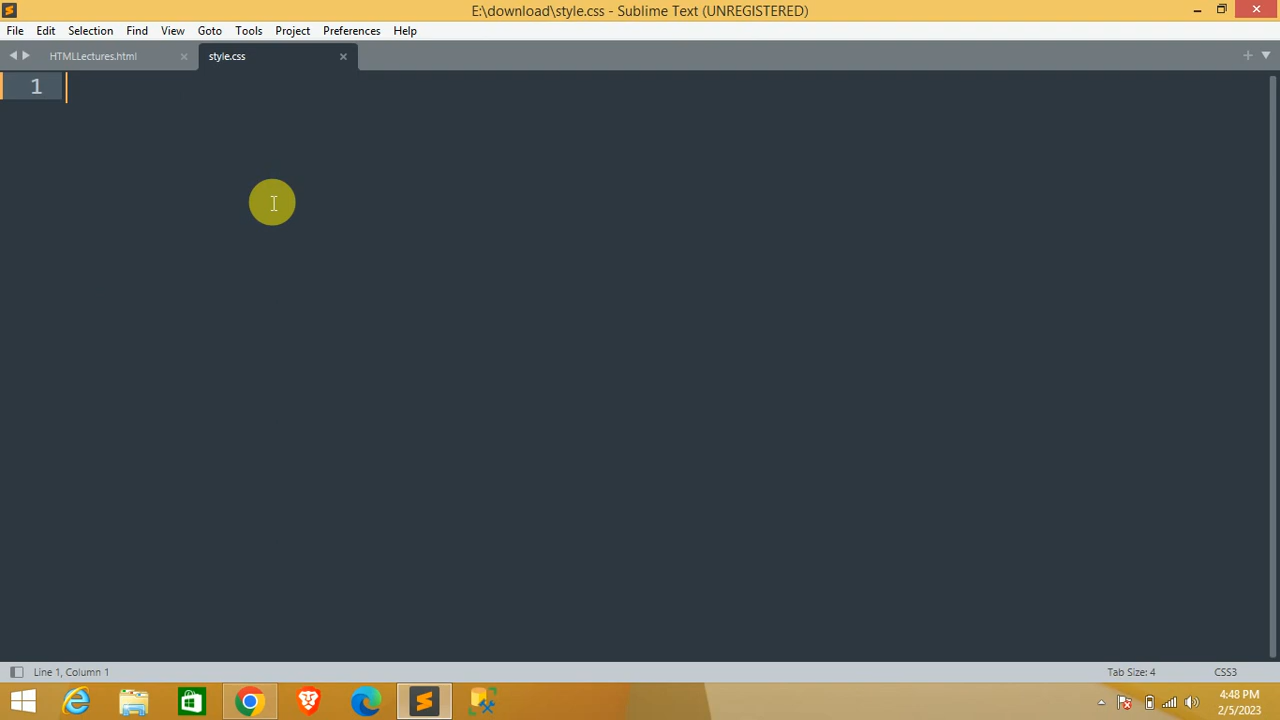 E:\download\style.css - Sublime Text (UNREGISTERED)
File Edit Selection Find View Goto Tools Project Preferences Help
HTMLLectures.html style.css
1
Line 1, Column 1 Tab Size: 4 CSS3
4:48 PM
2/5/2023